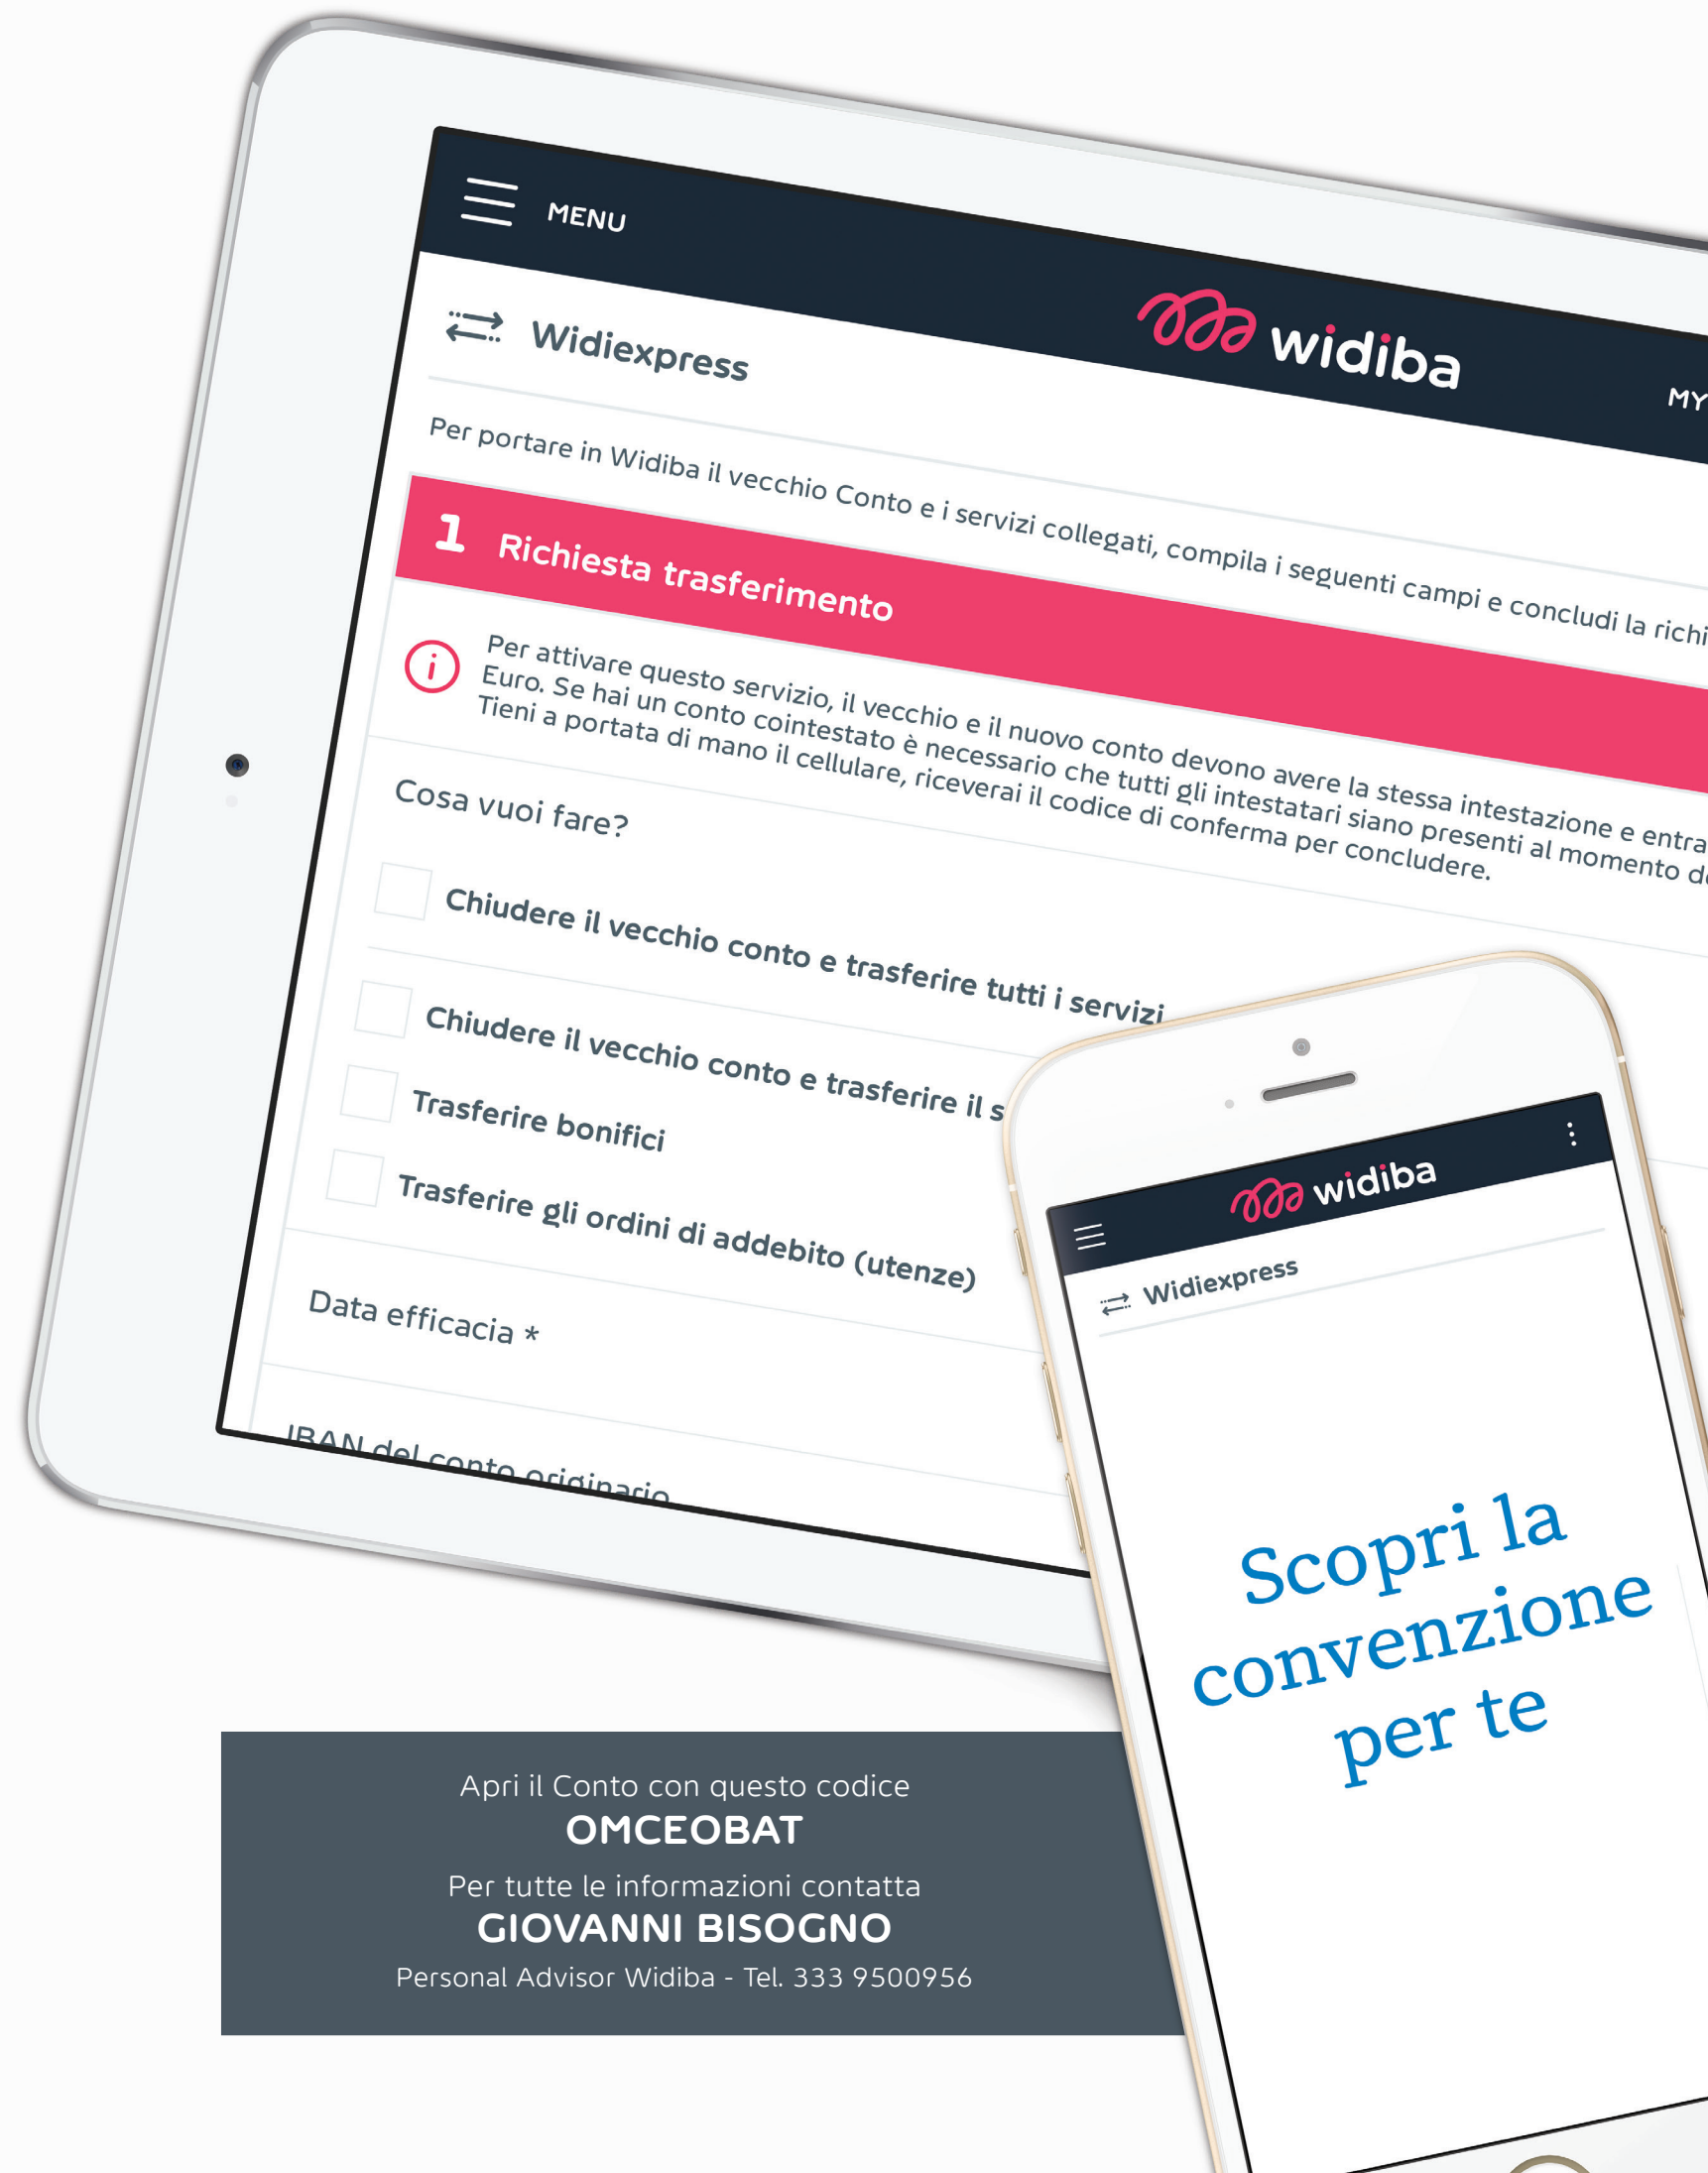 MENU
widiba
MY
Widiexpress
Per portare in Widiba il vecchio Conto e i servizi collegati, compila i seguenti campi e concludi la richi
1 Richiesta trasferimento
Per attivare questo servizio, il vecchio e il nuovo conto devono avere la stessa intestazione e entra
Euro. Se hai un conto cointestato è necessario che tutti gli intestatari siano presenti al momento de
Tieni a portata di mano il cellulare, riceverai il codice di conferma per concludere.
Cosa vuoi fare?
Chiudere il vecchio conto e trasferire tutti i servizi
Chiudere il vecchio conto e trasferire il s
Trasferire bonifici
Trasferire gli ordini di addebito (utenze)
Data efficacia *
IBAN del conto originario
widiba
Widiexpress
Scopri la
convenzione
per te
Apri il Conto con questo codice
OMCEOBAT
Per tutte le informazioni contatta
GIOVANNI BISOGNO
Personal Advisor Widiba - Tel. 333 9500956